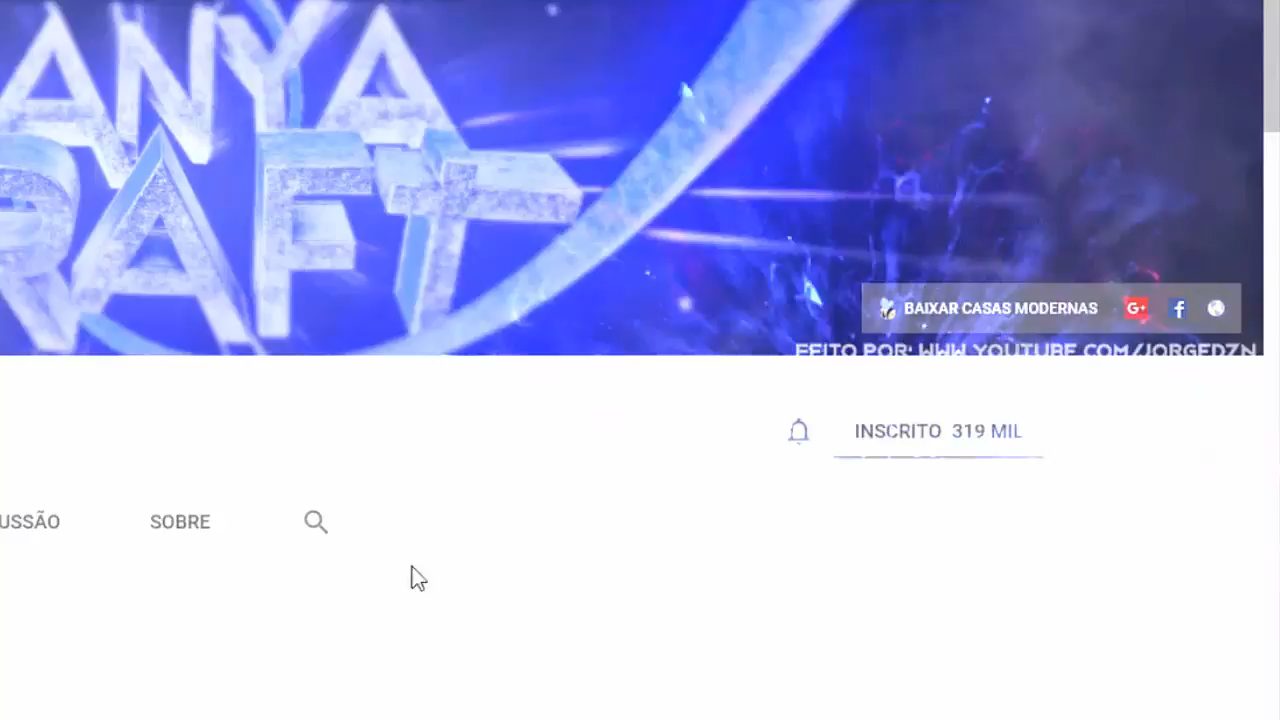 ANYA
RAFT
BAIXAR CASAS MODERNAS G+ f
EFEITO POR: WWW.YOUTUBE.COM/JORGEDZN
INSCRITO 319 MIL
USSÃO SOBRE